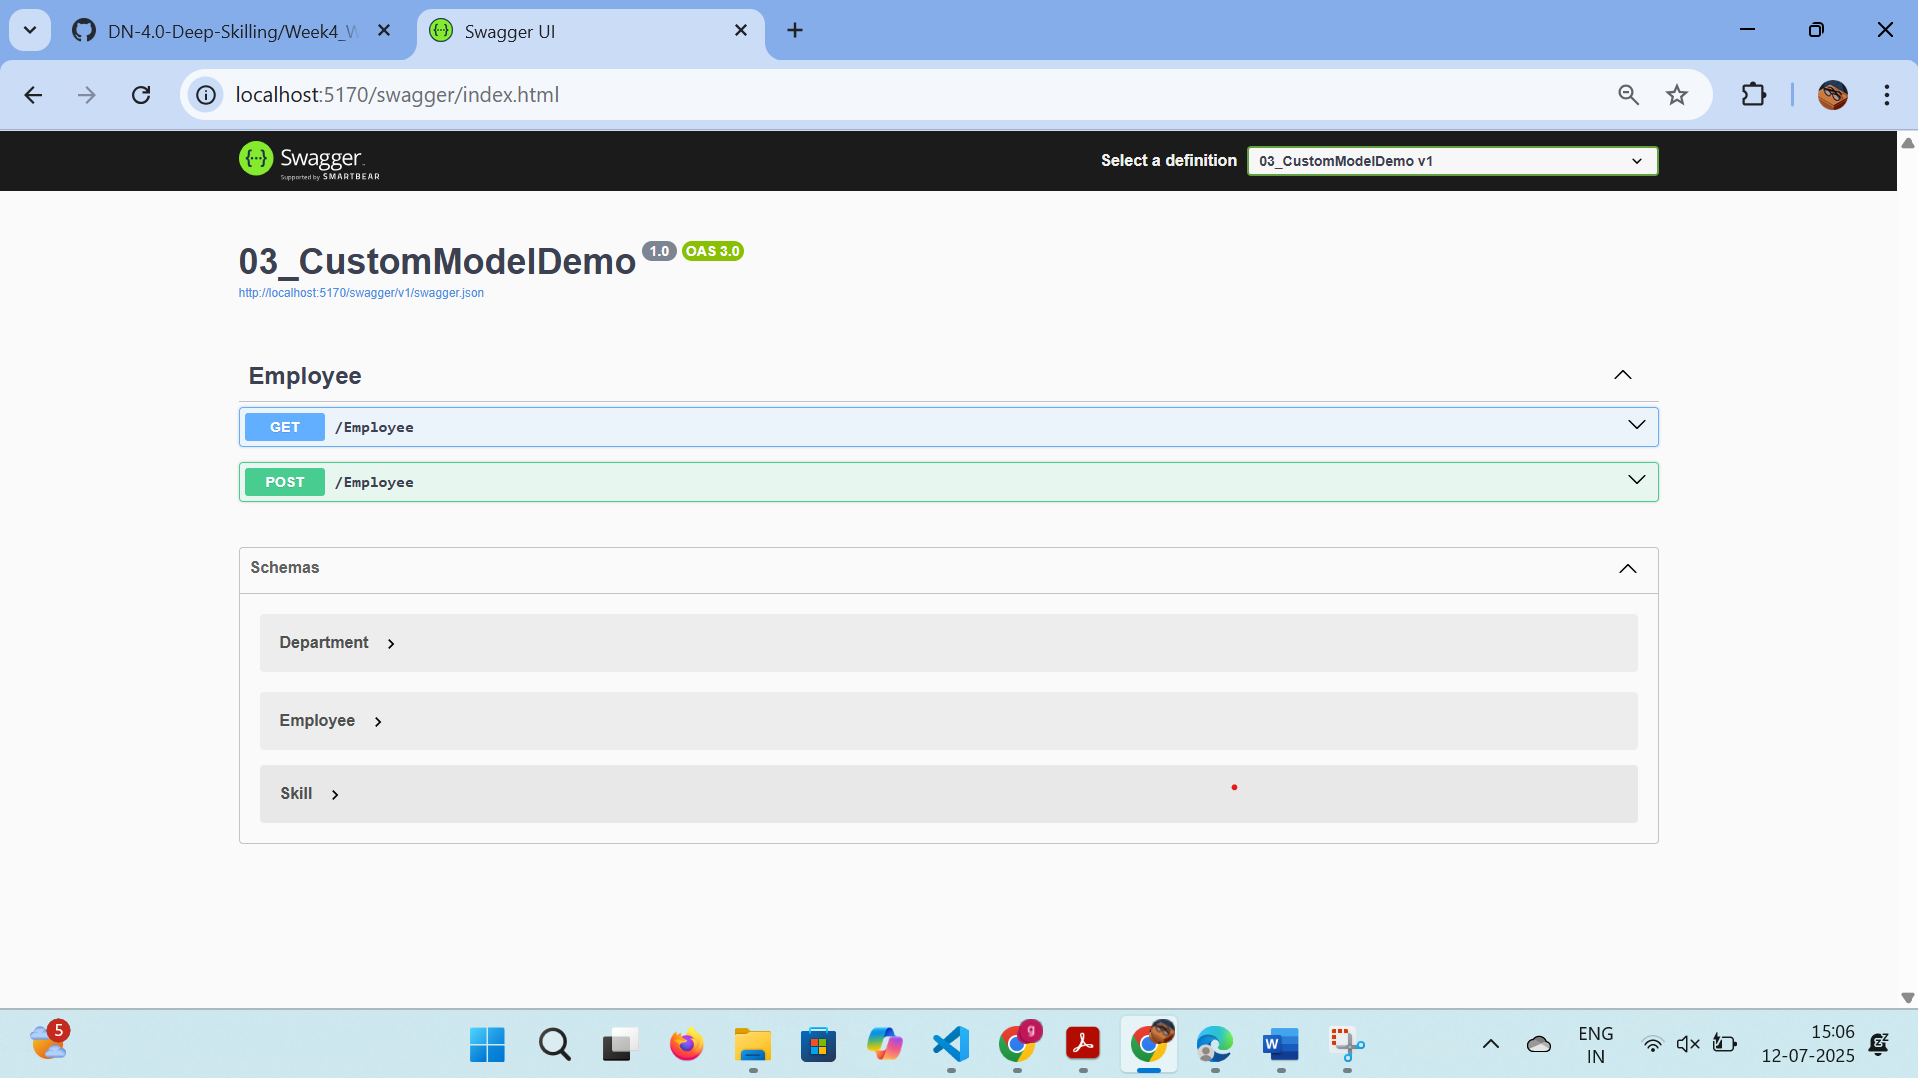 DN-4.0-Deep-Skilling/Week4_W
Swagger UI
localhost:5170/swagger/index.html
Swagger
Supported by SMARTBEAR
Select a definition
03_CustomModelDemo v1
03_CustomModelDemo 1.0 OAS 3.0
http://localhost:5170/swagger/v1/swagger.json
Employee
GET /Employee
POST /Employee
Schemas
Department
Employee
Skill
5
g
W
ENG
IN
15:06
12-07-2025